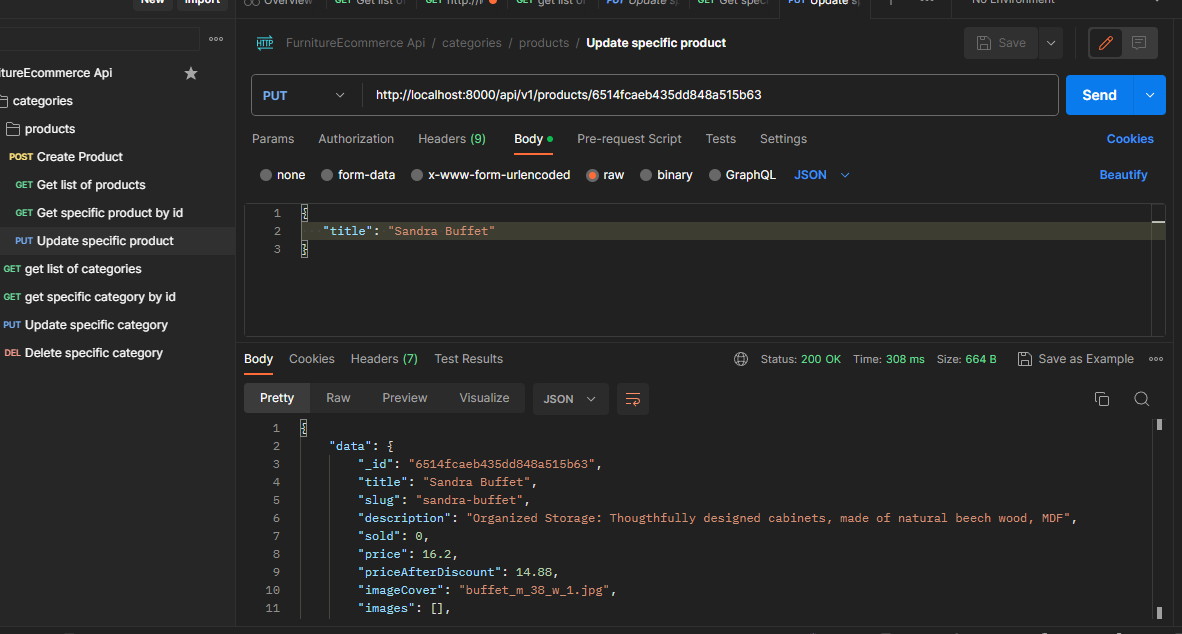 New Import
Overview GET Get list of GET http://l GET get list of PUT Update s GET Get spec PUT Update s No Environment
FurnitureEcommerce Api / categories / products / Update specific product Save
itureEcommerce Api
categories
products
POST Create Product
GET Get list of products
GET Get specific product by id
PUT Update specific product
GET get list of categories
GET get specific category by id
PUT Update specific category
DEL Delete specific category
PUT http://localhost:8000/api/v1/products/6514fcaeb435dd848a515b63 Send
Params Authorization Headers (9) Body Pre-request Script Tests Settings Cookies
none form-data x-www-form-urlencoded raw binary GraphQL JSON Beautify
1 {
2 "title": "Sandra Buffet"
3 }
Body Cookies Headers (7) Test Results Status: 200 OK Time: 308 ms Size: 664 B Save as Example
Pretty Raw Preview Visualize JSON
1 {
2 "data": {
3 "_id": "6514fcaeb435dd848a515b63",
4 "title": "Sandra Buffet",
5 "slug": "sandra-buffet",
6 "description": "Organized Storage: Thougthfully designed cabinets, made of natural beech wood, MDF",
7 "sold": 0,
8 "price": 16.2,
9 "priceAfterDiscount": 14.88,
10 "imageCover": "buffet_m_38_w_1.jpg",
11 "images": [],